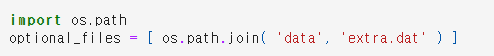 import os.path
optional_files = [ os.path.join( 'data', 'extra.dat' ) ]